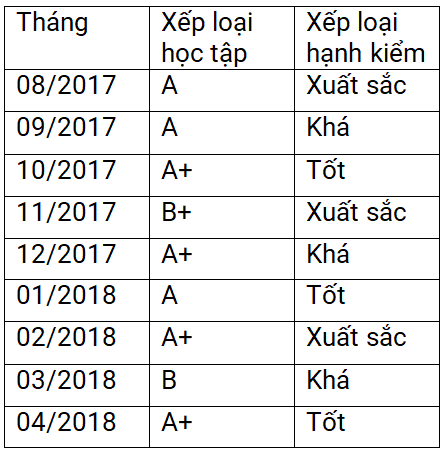 Tháng Xếp loại học tập Xếp loại hạnh kiểm
08/2017 A Xuất sắc
09/2017 A Khá
10/2017 A+ Tốt
11/2017 B+ Xuất sắc
12/2017 A+ Khá
01/2018 A Tốt
02/2018 A+ Xuất sắc
03/2018 B Khá
04/2018 A+ Tốt